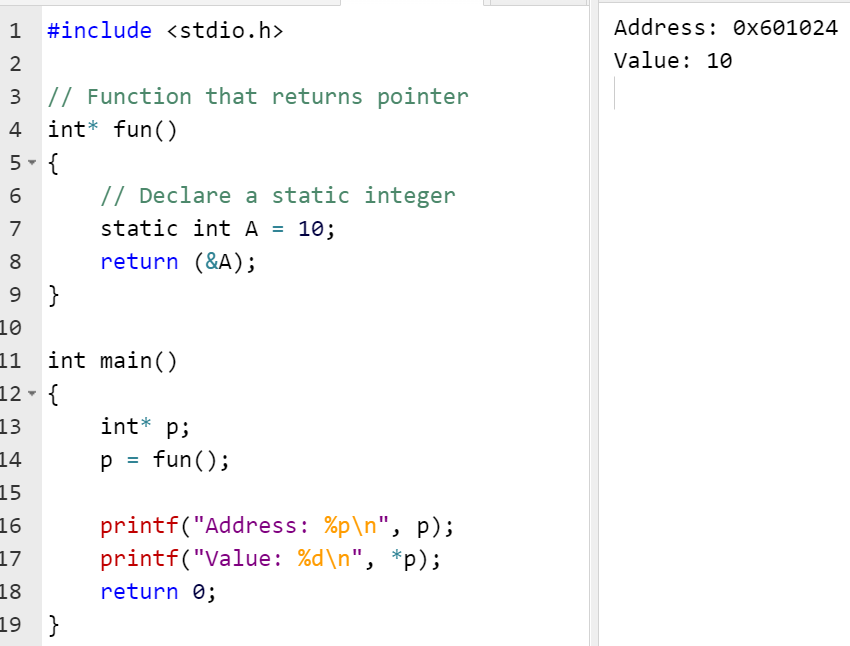 1 #include <stdio.h>
2
3 // Function that returns pointer
4 int* fun()
5 {
6     // Declare a static integer
7     static int A = 10;
8     return (&A);
9 }
10
11 int main()
12 {
13     int* p;
14     p = fun();
15
16     printf("Address: %p\n", p);
17     printf("Value: %d\n", *p);
18     return 0;
19 }
Address: 0x601024
Value: 10